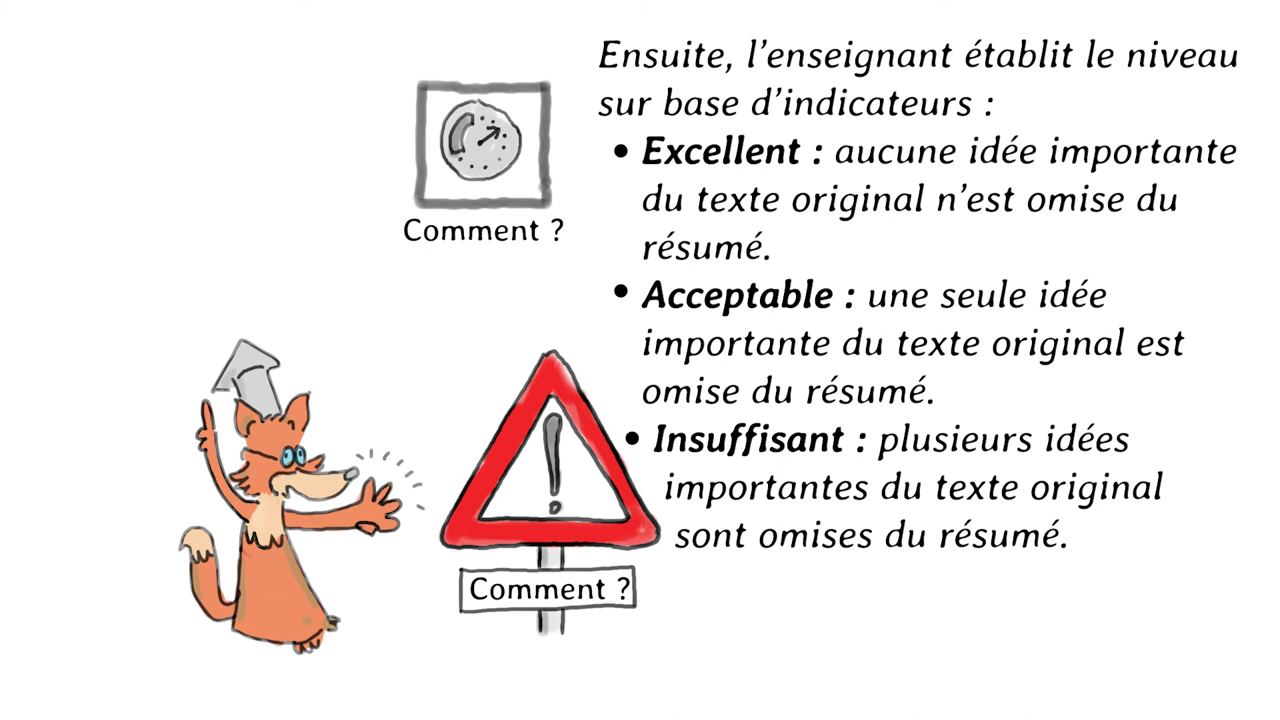 Ensuite, l'enseignant établit le niveau
sur base d'indicateurs :
• Excellent : aucune idée importante
du texte original n'est omise du
résumé.
Comment ?
• Acceptable : une seule idée
importante du texte original est
omise du résumé.
• Insuffisant : plusieurs idées
importantes du texte original
sont omises du résumé.
!
Comment ?